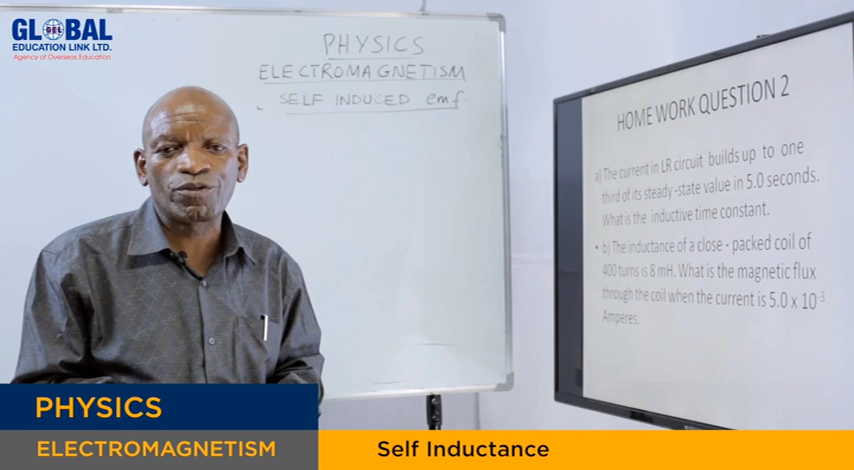 GLOBAL
GEL
EDUCATION LINK LTD.
Agency of Overseas Education
PHYSICS
ELECTROMAGNETISM
SELF INDUCED emf.
HOME WORK QUESTION 2
a) The current in LR circuit builds up to one
third of its steady -state value in 5.0 seconds.
What is the inductive time constant.
• b) The inductance of a close - packed coil of
400 turns is 8 mH. What is the magnetic flux
through the coil when the current is 5.0 x 10⁻³
Amperes.
PHYSICS
ELECTROMAGNETISM
Self Inductance